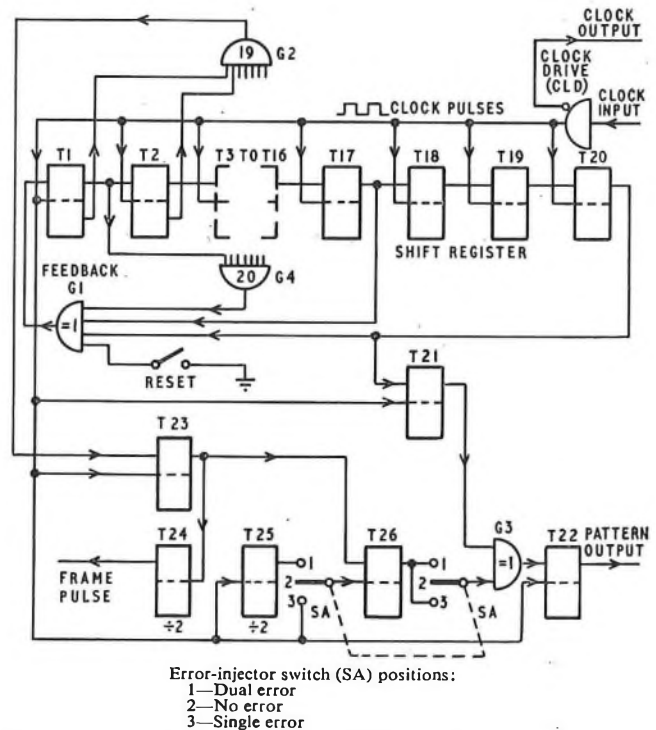 CLOCK OUTPUT
19 G2
CLOCK DRIVE (CLD)
CLOCK INPUT
CLOCK PULSES
T1 T2 T3 TO T16 T17 T18 T19 T20
SHIFT REGISTER
FEEDBACK G1
20 G4
=1
RESET
T21
T 23
G3
T24 T25 T26 =1 T22 PATTERN OUTPUT
1 1
2 2
FRAME PULSE
3 SA 3 SA
÷2 ÷2
Error-injector switch (SA) positions:
1—Dual error
2—No error
3—Single error